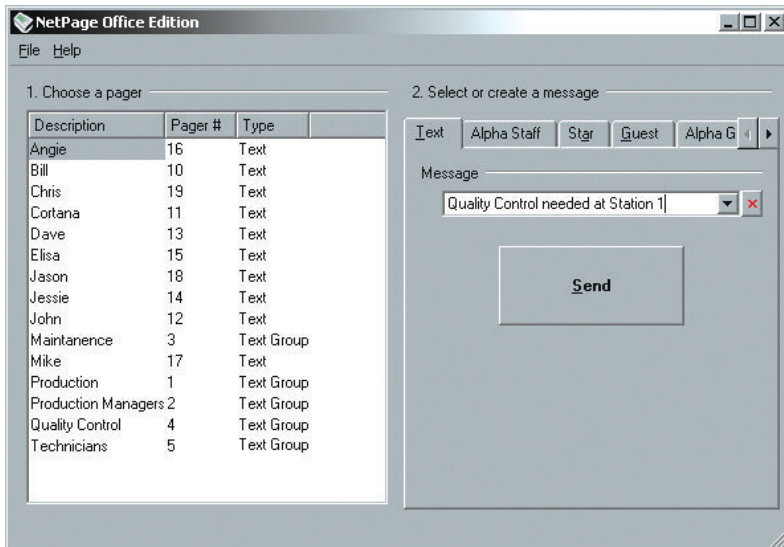 NetPage Office Edition
File Help
1. Choose a pager
Description Pager # Type
Angie 16 Text
Bill 10 Text
Chris 19 Text
Cortana 11 Text
Dave 13 Text
Elisa 15 Text
Jason 18 Text
Jessie 14 Text
John 12 Text
Maintanence 3 Text Group
Mike 17 Text
Production 1 Text Group
Production Managers 2 Text Group
Quality Control 4 Text Group
Technicians 5 Text Group
2. Select or create a message
Text Alpha Staff Star Guest Alpha G
Message
Quality Control needed at Station 1
Send